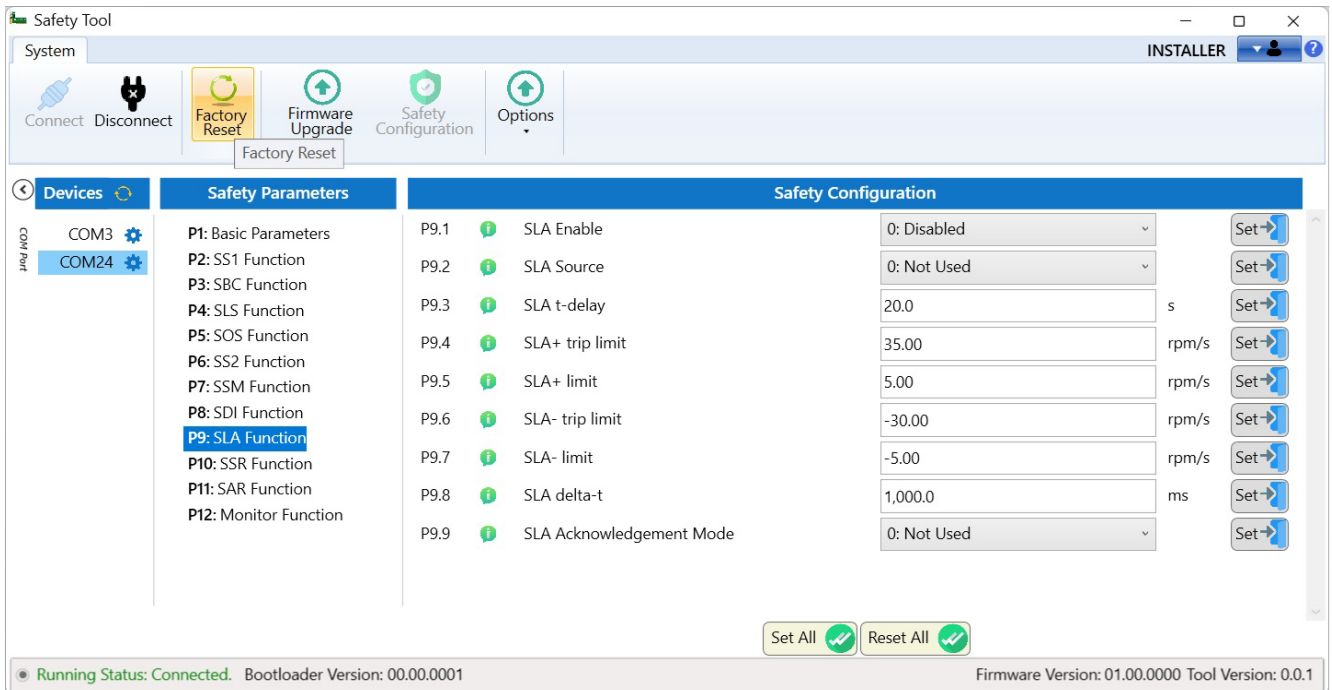 Safety Tool
System
INSTALLER
Connect
Disconnect
Factory
Reset
Firmware
Upgrade
Safety
Configuration
Options
Factory Reset
Devices
Safety Parameters
Safety Configuration
COM Port
COM3
COM24
P1: Basic Parameters
P2: SS1 Function
P3: SBC Function
P4: SLS Function
P5: SOS Function
P6: SS2 Function
P7: SSM Function
P8: SDI Function
P9: SLA Function
P10: SSR Function
P11: SAR Function
P12: Monitor Function
P9.1 SLA Enable 0: Disabled Set
P9.2 SLA Source 0: Not Used Set
P9.3 SLA t-delay 20.0 s Set
P9.4 SLA+ trip limit 35.00 rpm/s Set
P9.5 SLA+ limit 5.00 rpm/s Set
P9.6 SLA- trip limit -30.00 rpm/s Set
P9.7 SLA- limit -5.00 rpm/s Set
P9.8 SLA delta-t 1,000.0 ms Set
P9.9 SLA Acknowledgement Mode 0: Not Used Set
Set All Reset All
Running Status: Connected. Bootloader Version: 00.00.0001 Firmware Version: 01.00.0000 Tool Version: 0.0.1